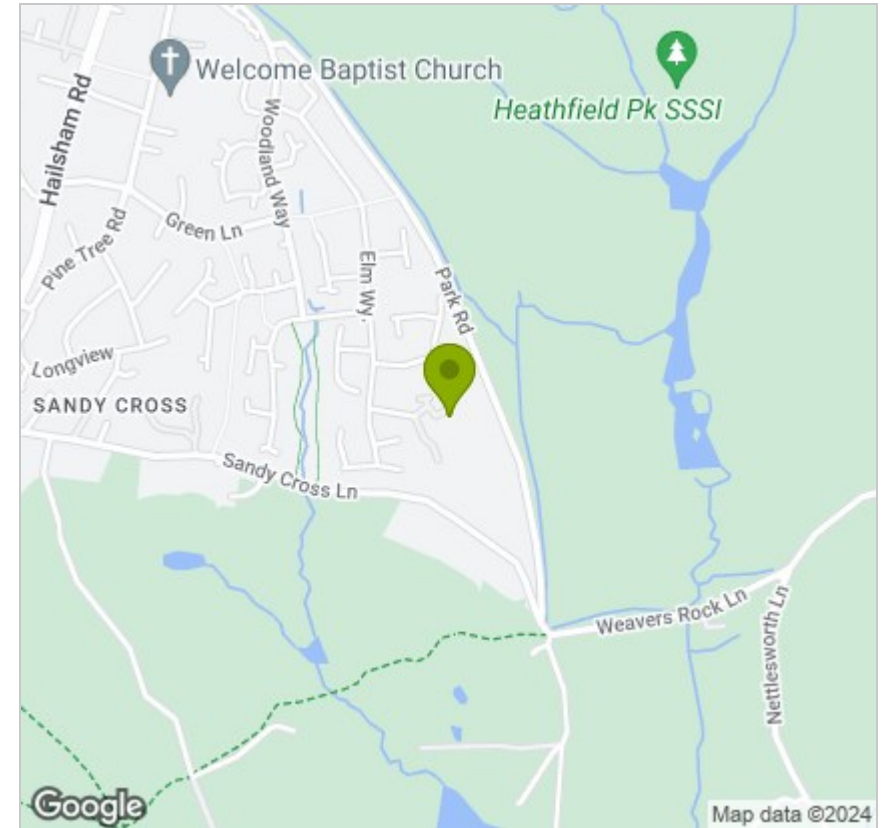 Welcome Baptist Church
Heathfield Pk SSSI
Hailsham Rd
Woodland Way
Green Ln
Pine Tree Rd
Elm Wy.
Park Rd
Longview
SANDY CROSS
Sandy Cross Ln
Weavers Rock Ln
Nettlesworth Ln
Google
Map data ©2024